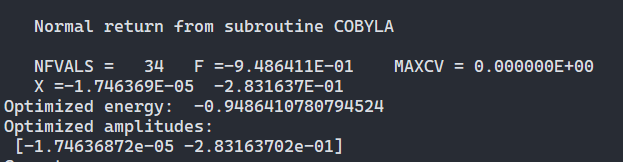 Normal return from subroutine COBYLA
NFVALS =   34   F =-9.486411E-01    MAXCV = 0.000000E+00
X =-1.746369E-05  -2.831637E-01
Optimized energy:  -0.9486410780794524
Optimized amplitudes:
[-1.74636872e-05 -2.83163702e-01]